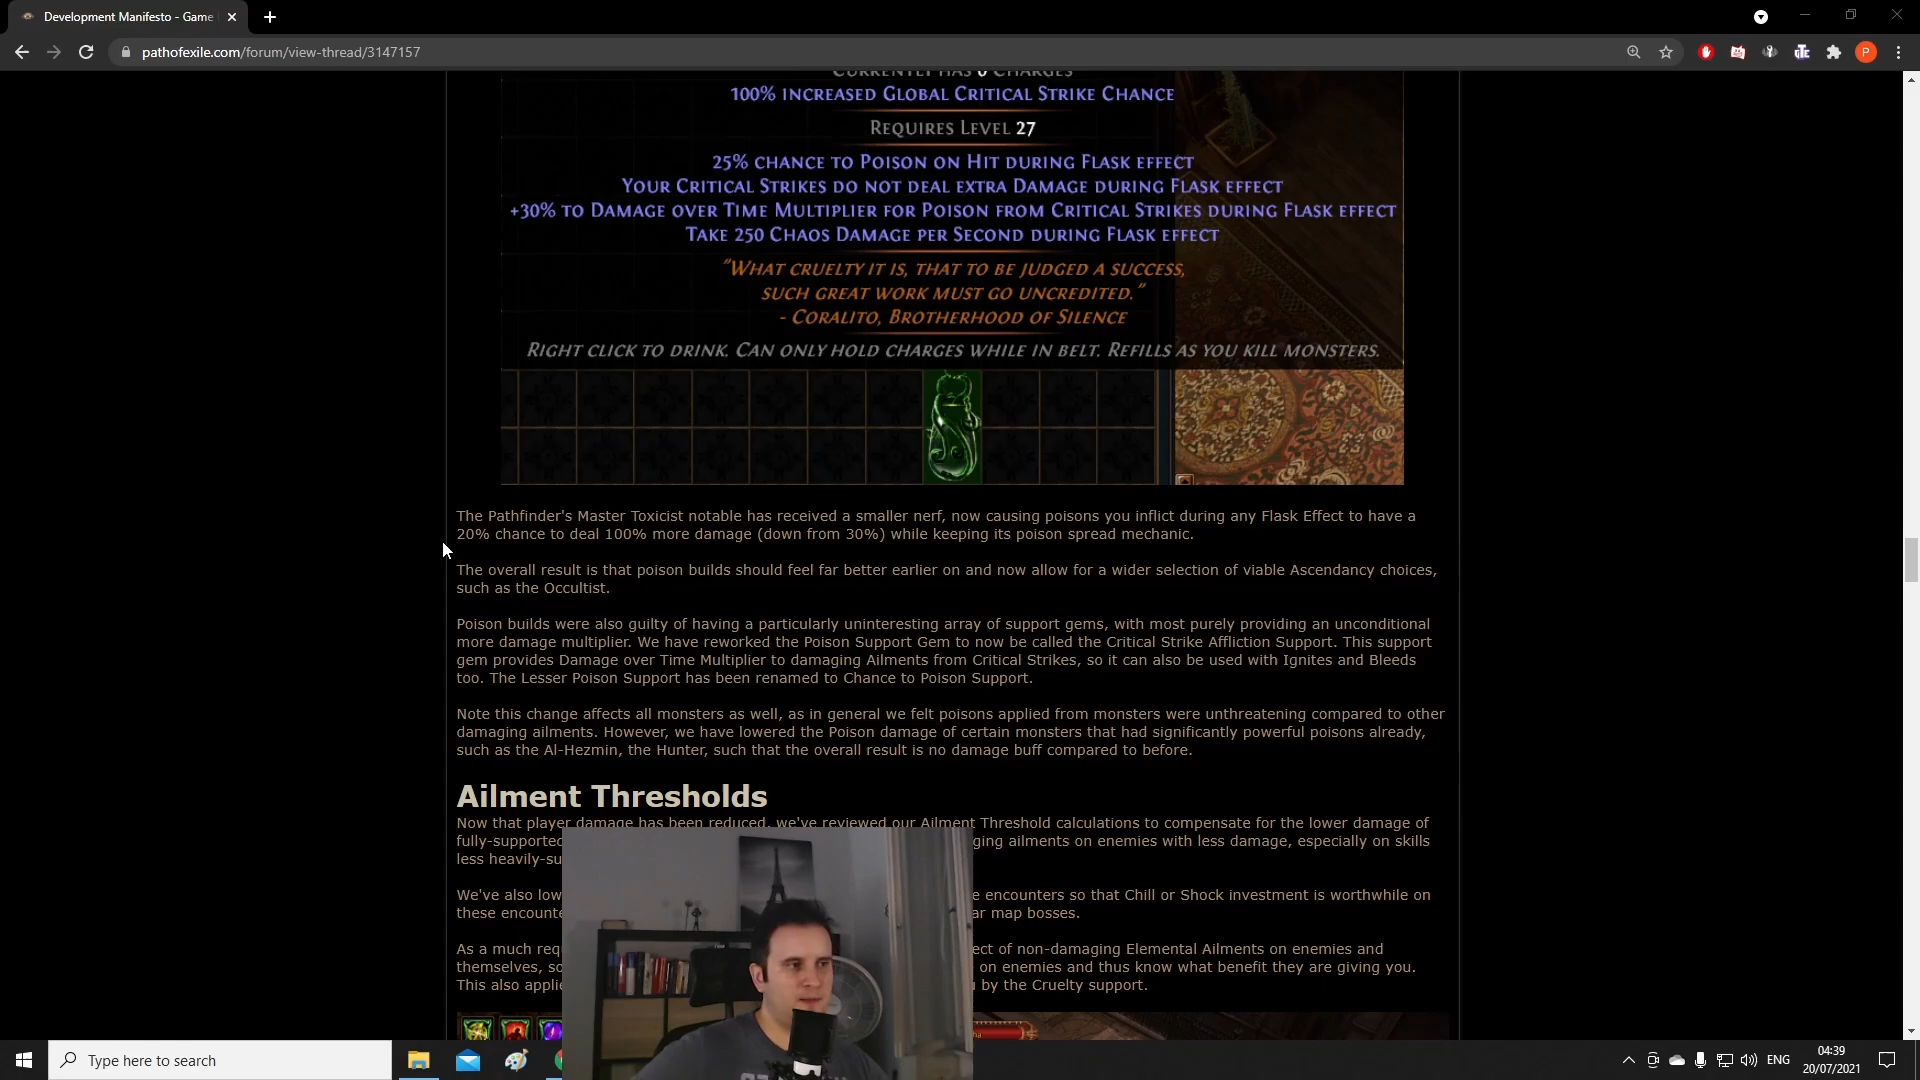 Development Manifesto - Game
pathofexile.com/forum/view-thread/3147157
P
CURRENTLY HAS 0 CHARGES
100% INCREASED GLOBAL CRITICAL STRIKE CHANCE
REQUIRES LEVEL 27
25% CHANCE TO POISON ON HIT DURING FLASK EFFECT
YOUR CRITICAL STRIKES DO NOT DEAL EXTRA DAMAGE DURING FLASK EFFECT
+30% TO DAMAGE OVER TIME MULTIPLIER FOR POISON FROM CRITICAL STRIKES DURING FLASK EFFECT
TAKE 250 CHAOS DAMAGE PER SECOND DURING FLASK EFFECT
"WHAT CRUELTY IT IS, THAT TO BE JUDGED A SUCCESS,
SUCH GREAT WORK MUST GO UNCREDITED."
- CORALITO, BROTHERHOOD OF SILENCE
RIGHT CLICK TO DRINK. CAN ONLY HOLD CHARGES WHILE IN BELT. REFILLS AS YOU KILL MONSTERS.
The Pathfinder's Master Toxicist notable has received a smaller nerf, now causing poisons you inflict during any Flask Effect to have a
20% chance to deal 100% more damage (down from 30%) while keeping its poison spread mechanic.
The overall result is that poison builds should feel far better earlier on and now allow for a wider selection of viable Ascendancy choices,
such as the Occultist.
Poison builds were also guilty of having a particularly uninteresting array of support gems, with most purely providing an unconditional
more damage multiplier. We have reworked the Poison Support Gem to now be called the Critical Strike Affliction Support. This support
gem provides Damage over Time Multiplier to damaging Ailments from Critical Strikes, so it can also be used with Ignites and Bleeds
too. The Lesser Poison Support has been renamed to Chance to Poison Support.
Note this change affects all monsters as well, as in general we felt poisons applied from monsters were unthreatening compared to other
damaging ailments. However, we have lowered the Poison damage of certain monsters that had significantly powerful poisons already,
such as the Al-Hezmin, the Hunter, such that the overall result is no damage buff compared to before.
Ailment Thresholds
Now that player damage has been reduced, we've reviewed our Ailment Threshold calculations to compensate for the lower damage of
fully-supported ging ailments on enemies with less damage, especially on skills
less heavily-su
We've also low e encounters so that Chill or Shock investment is worthwhile on
these encounte ar map bosses.
As a much req ect of non-damaging Elemental Ailments on enemies and
themselves, so on enemies and thus know what benefit they are giving you.
This also applie by the Cruelty support.
Type here to search
ENG
04:39
20/07/2021